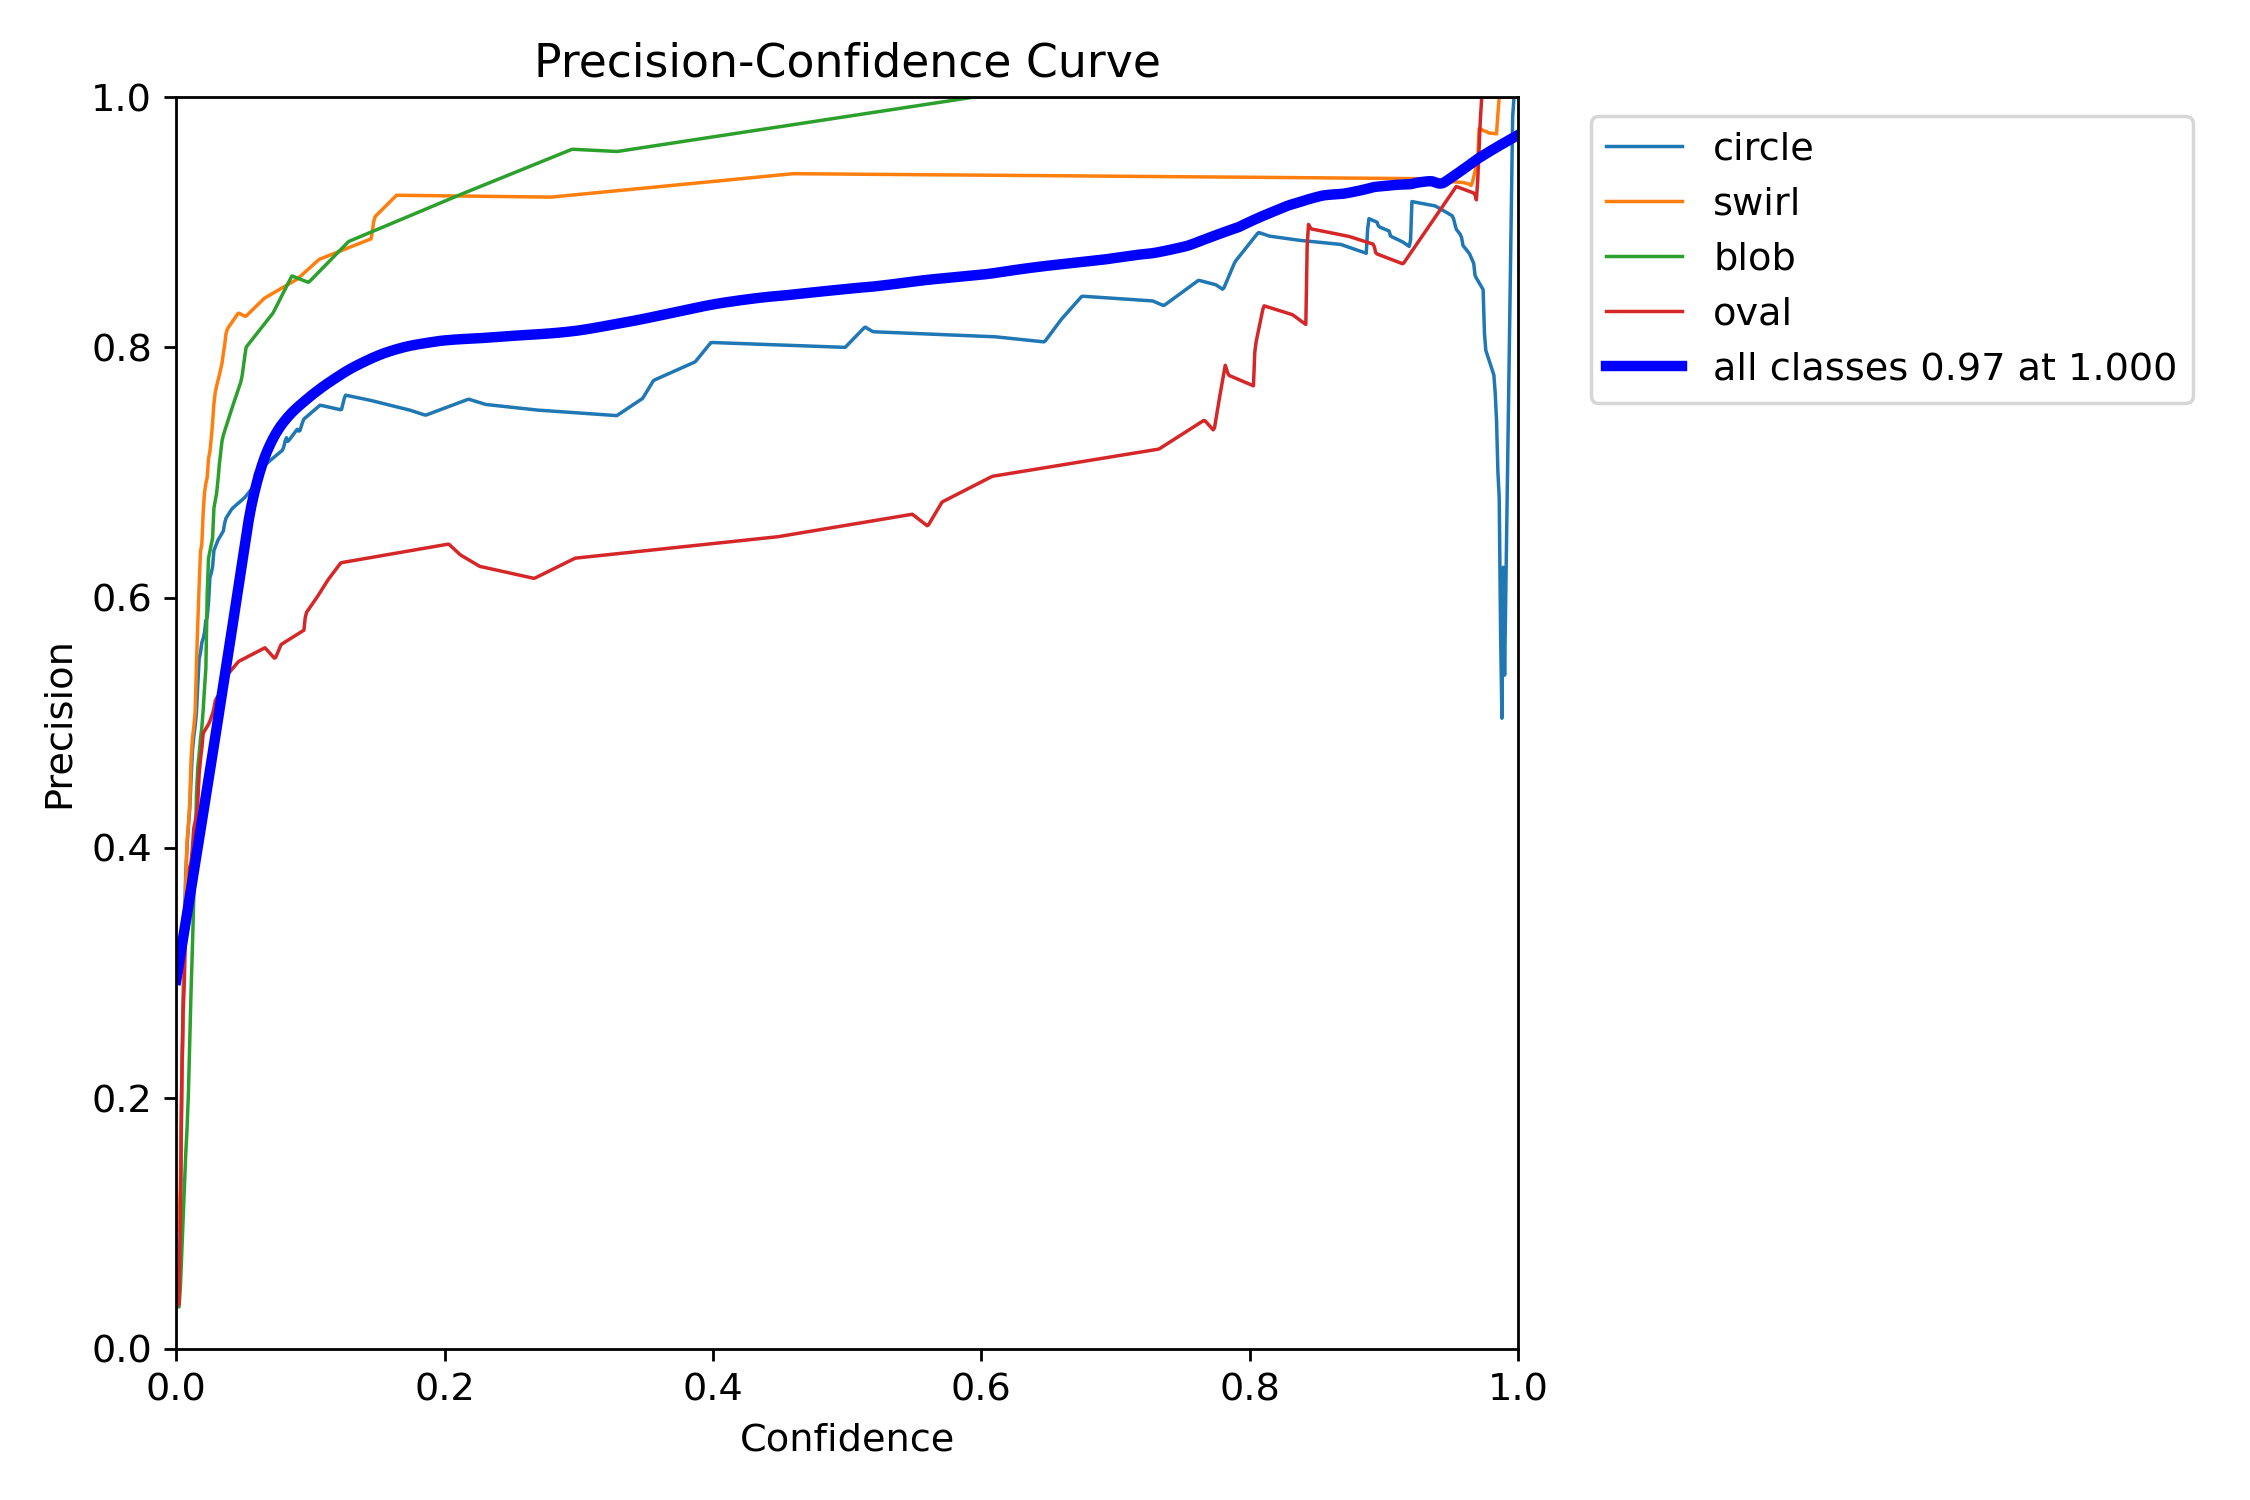 Precision-Confidence Curve
1.0
0.8
0.6
0.4
0.2
0.0
Precision
0.0 0.2 0.4 0.6 0.8 1.0
Confidence
circle
swirl
blob
oval
all classes 0.97 at 1.000